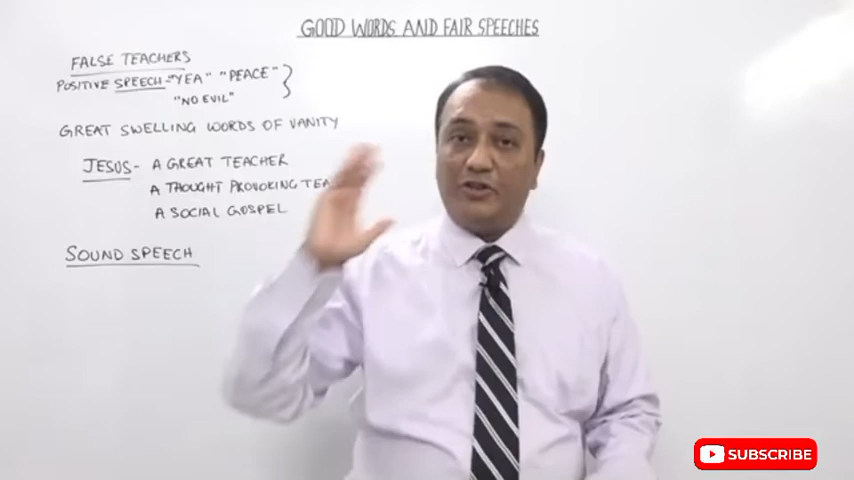 GOOD WORDS AND FAIR SPEECHES
FALSE TEACHERS
POSITIVE SPEECH - "YEA" "PEACE"
"NO EVIL"
GREAT SWELLING WORDS OF VANITY
JESUS - A GREAT TEACHER
A THOUGHT PROVOKING
A SOCIAL GOSPEL
SOUND SPEECH
SUBSCRIBE